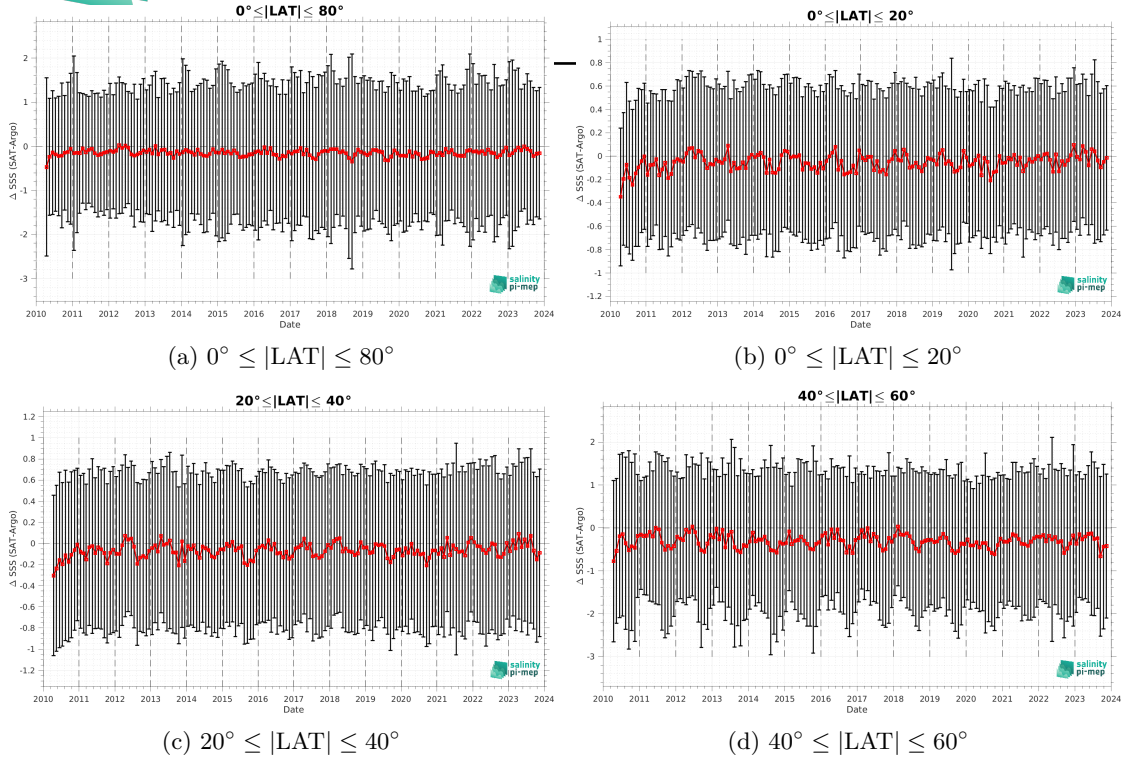 0°≤|LAT|≤ 80°
2
1
0
-1
-2
-3
Δ SSS (SAT-Argo)
2010 2011 2012 2013 2014 2015 2016 2017 2018 2019 2020 2021 2022 2023 2024
Date
salinity
pi-mep
(a) 0° ≤ |LAT| ≤ 80°
0°≤|LAT|≤ 20°
1
0.8
0.6
0.4
0.2
0
-0.2
-0.4
-0.6
-0.8
-1
-1.2
Δ SSS (SAT-Argo)
2010 2011 2012 2013 2014 2015 2016 2017 2018 2019 2020 2021 2022 2023 2024
Date
salinity
pi-mep
(b) 0° ≤ |LAT| ≤ 20°
20°≤|LAT|≤ 40°
1.2
1
0.8
0.6
0.4
0.2
0
-0.2
-0.4
-0.6
-0.8
-1
-1.2
Δ SSS (SAT-Argo)
2010 2011 2012 2013 2014 2015 2016 2017 2018 2019 2020 2021 2022 2023 2024
Date
salinity
pi-mep
(c) 20° ≤ |LAT| ≤ 40°
40°≤|LAT|≤ 60°
2
1
0
-1
-2
-3
Δ SSS (SAT-Argo)
2010 2011 2012 2013 2014 2015 2016 2017 2018 2019 2020 2021 2022 2023 2024
Date
salinity
pi-mep
(d) 40° ≤ |LAT| ≤ 60°